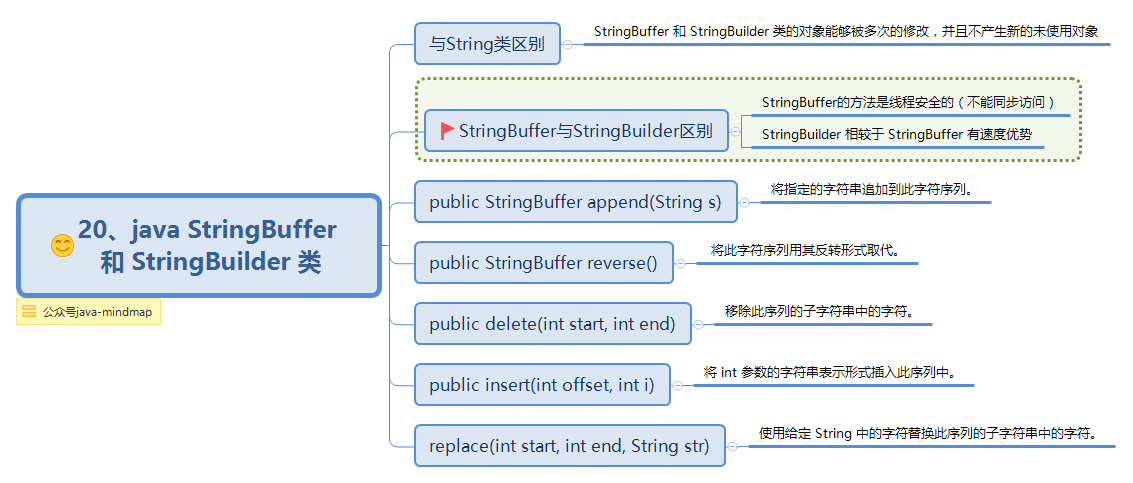 20、java StringBuffer
和 StringBuilder 类
公众号java-mindmap
与String类区别
StringBuffer 和 StringBuilder 类的对象能够被多次的修改，并且不产生新的未使用对象
StringBuffer与StringBuilder区别
StringBuffer的方法是线程安全的（不能同步访问）
StringBuilder 相较于 StringBuffer 有速度优势
public StringBuffer append(String s)
将指定的字符串追加到此字符序列。
public StringBuffer reverse()
将此字符序列用其反转形式取代。
public delete(int start, int end)
移除此序列的子字符串中的字符。
public insert(int offset, int i)
将 int 参数的字符串表示形式插入此序列中。
replace(int start, int end, String str)
使用给定 String 中的字符替换此序列的子字符串中的字符。